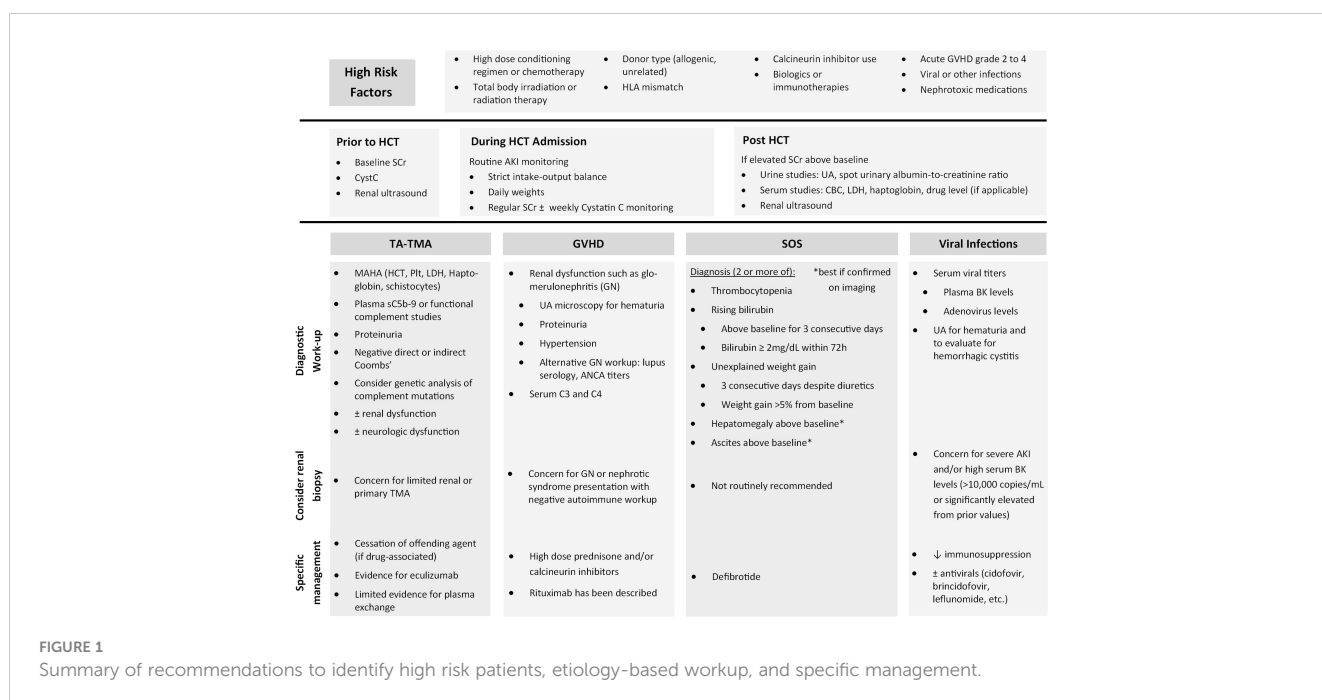 High Risk
Factors
• High dose conditioning
regimen or chemotherapy
• Total body irradiation or
radiation therapy
• Donor type (allogenic,
unrelated)
• HLA mismatch
• Calcineurin inhibitor use
• Biologics or
immunotherapies
• Acute GVHD grade 2 to 4
• Viral or other infections
• Nephrotoxic medications
Prior to HCT
• Baseline SCr
• CystC
• Renal ultrasound
During HCT Admission
Routine AKI monitoring
• Strict intake-output balance
• Daily weights
• Regular SCr ± weekly Cystatin C monitoring
Post HCT
If elevated SCr above baseline
• Urine studies: UA, spot urinary albumin-to-creatinine ratio
• Serum studies: CBC, LDH, haptoglobin, drug level (if applicable)
• Renal ultrasound
TA-TMA
GVHD
SOS
Viral Infections
Diagnostic
Work-up
• MAHA (HCT, Plt, LDH, Hapto-
globin, schistocytes)
• Plasma sC5b-9 or functional
complement studies
• Proteinuria
• Negative direct or indirect
Coombs'
• Consider genetic analysis of
complement mutations
• ± renal dysfunction
• ± neurologic dysfunction
• Renal dysfunction such as glo-
merulonephritis (GN)
• UA microscopy for hematuria
• Proteinuria
• Hypertension
• Alternative GN workup: lupus
serology, ANCA titers
• Serum C3 and C4
Diagnosis (2 or more of):
*best if confirmed
on imaging
• Thrombocytopenia
• Rising bilirubin
• Above baseline for 3 consecutive days
• Bilirubin ≥ 2mg/dL within 72h
• Unexplained weight gain
• 3 consecutive days despite diuretics
• Weight gain >5% from baseline
• Hepatomegaly above baseline*
• Ascites above baseline*
• Serum viral titers
• Plasma BK levels
• Adenovirus levels
• UA for hematuria and
to evaluate for
hemorrhagic cystitis
Consider renal
biopsy
• Concern for limited renal or
primary TMA
• Concern for GN or nephrotic
syndrome presentation with
negative autoimmune workup
• Not routinely recommended
• Concern for severe AKI
and/or high serum BK
levels (>10,000 copies/mL
or significantly elevated
from prior values)
Specific
management
• Cessation of offending agent
(if drug-associated)
• Evidence for eculizumab
• Limited evidence for plasma
exchange
• High dose prednisone and/or
calcineurin inhibitors
• Rituximab has been described
• Defibrotide
• ↓ immunosuppression
• ± antivirals (cidofovir,
brincidofovir,
leflunomide, etc.)
FIGURE 1
Summary of recommendations to identify high risk patients, etiology-based workup, and specific management.